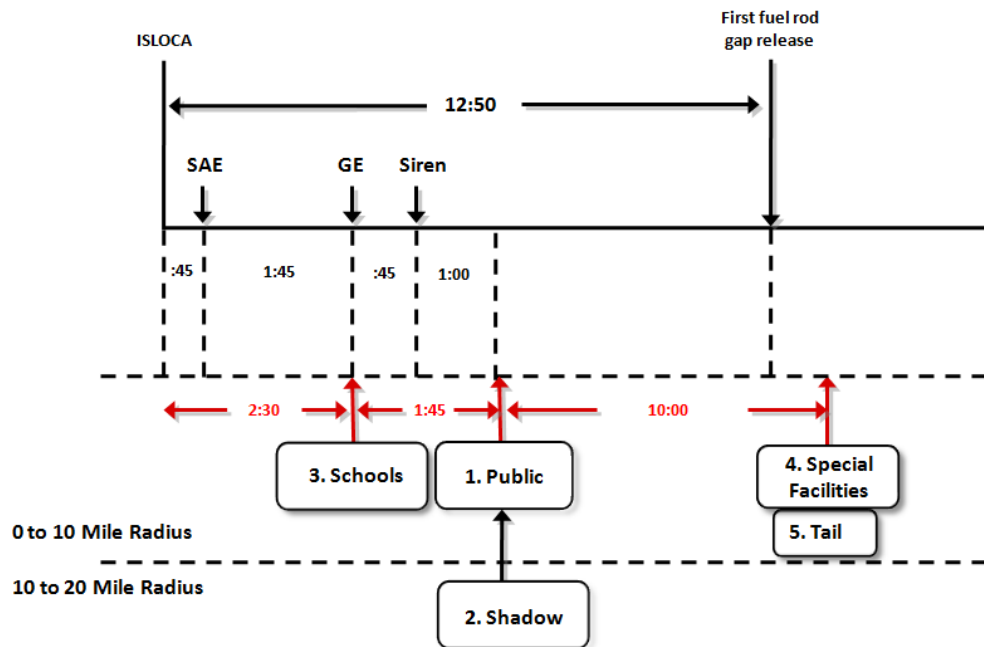 First fuel rod
gap release
ISLOCA
12:50
SAE
GE
Siren
:45
1:45
:45
1:00
2:30
1:45
10:00
3. Schools
1. Public
4. Special
Facilities
5. Tail
0 to 10 Mile Radius
10 to 20 Mile Radius
2. Shadow